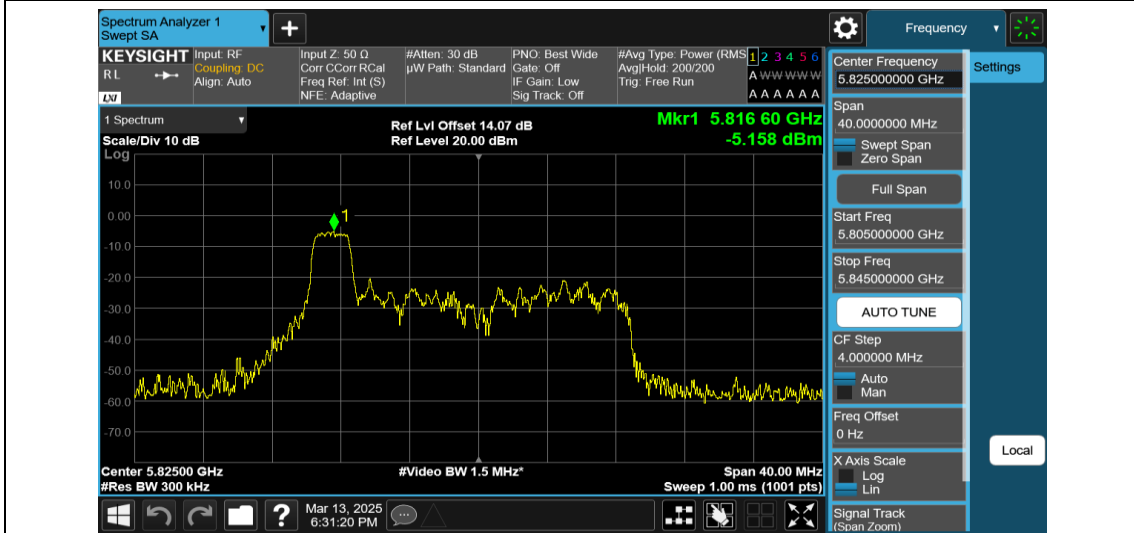 Spectrum Analyzer 1
Swept SA
Frequency
KEYSIGHT
RL
LXI
Input: RF
Coupling: DC
Align: Auto
Input Z: 50 Ω
Corr CCorr RCal
Freq Ref: Int (S)
NFE: Adaptive
#Atten: 30 dB
µW Path: Standard
PNO: Best Wide
Gate: Off
IF Gain: Low
Sig Track: Off
#Avg Type: Power (RMS
Avg|Hold: 200/200
Trig: Free Run
1 2 3 4 5 6
A W W W W W
A A A A A A
1 Spectrum
Scale/Div 10 dB
Log
Ref Lvl Offset 14.07 dB
Ref Level 20.00 dBm
Mkr1 5.816 60 GHz
-5.158 dBm
10.0
0.00
-10.0
-20.0
-30.0
-40.0
-50.0
-60.0
-70.0
1
Center 5.82500 GHz
#Res BW 300 kHz
#Video BW 1.5 MHz*
Span 40.00 MHz
Sweep 1.00 ms (1001 pts)
Mar 13, 2025
6:31:20 PM
?
Center Frequency
5.825000000 GHz
Span
40.0000000 MHz
Swept Span
Zero Span
Full Span
Start Freq
5.805000000 GHz
Stop Freq
5.845000000 GHz
AUTO TUNE
CF Step
4.000000 MHz
Auto
Man
Freq Offset
0 Hz
X Axis Scale
Log
Lin
Signal Track
(Span Zoom)
Settings
Local